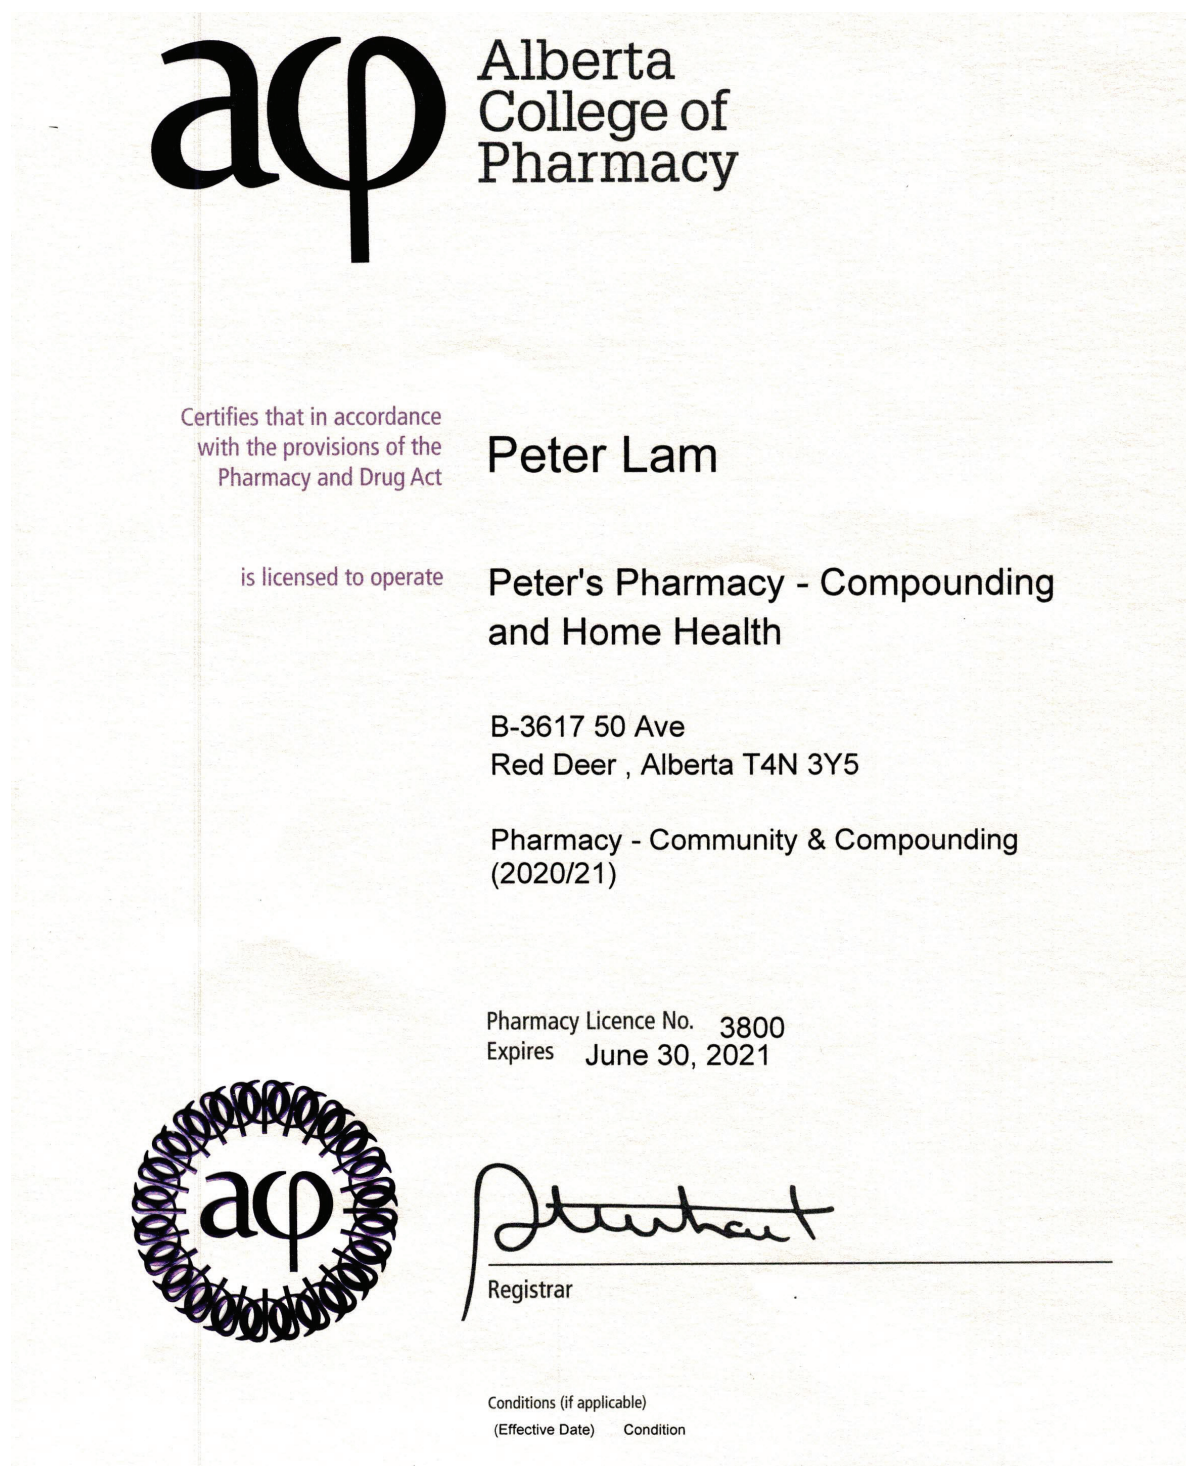 acp
Alberta
College of
Pharmacy
Certifies that in accordance
with the provisions of the
Pharmacy and Drug Act
Peter Lam
is licensed to operate
Peter's Pharmacy - Compounding
and Home Health
B-3617 50 Ave
Red Deer , Alberta T4N 3Y5
Pharmacy - Community & Compounding
(2020/21)
Pharmacy Licence No. 3800
Expires June 30, 2021
acp
Registrar
Conditions (if applicable)
(Effective Date) Condition